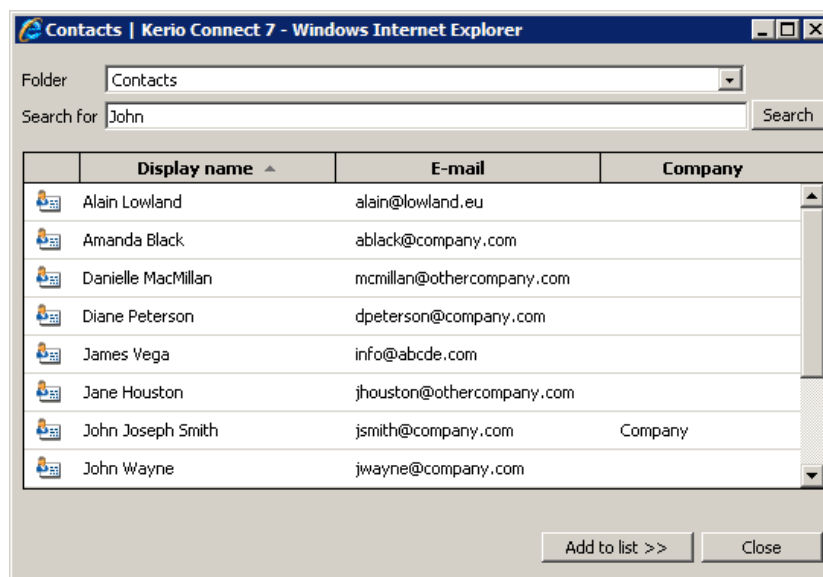 Contacts | Kerio Connect 7 - Windows Internet Explorer
Folder Contacts
Search for John Search
Display name E-mail Company
Alain Lowland alain@lowland.eu
Amanda Black ablack@company.com
Danielle MacMillan mcmillan@othercompany.com
Diane Peterson dpeterson@company.com
James Vega info@abcde.com
Jane Houston jhouston@othercompany.com
John Joseph Smith jsmith@company.com Company
John Wayne jwayne@company.com
Add to list >> Close